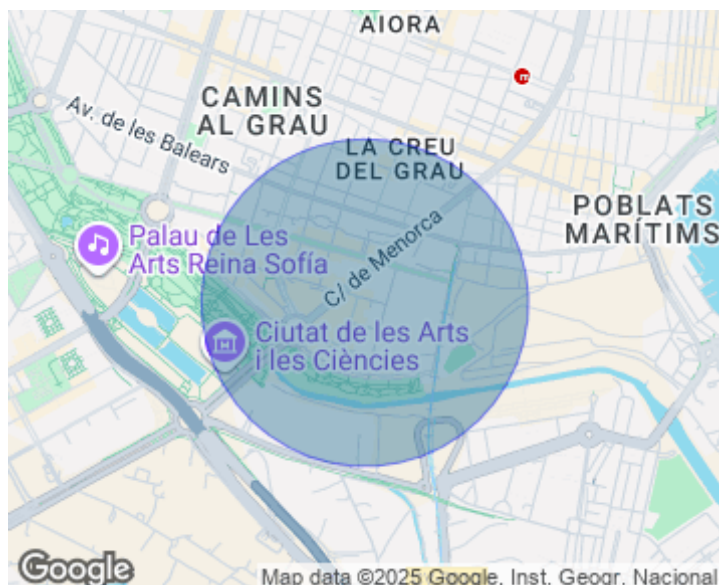 AIORA
CAMINS
AL GRAU
Av. de les Balears
LA CREU
DEL GRAU
POBLATS
MARÍTIMS
Palau de Les
Arts Reina Sofía
C/ de Menorca
Ciutat de les Arts
i les Ciències
Google
Map data ©2025 Google, Inst. Geogr. Nacional